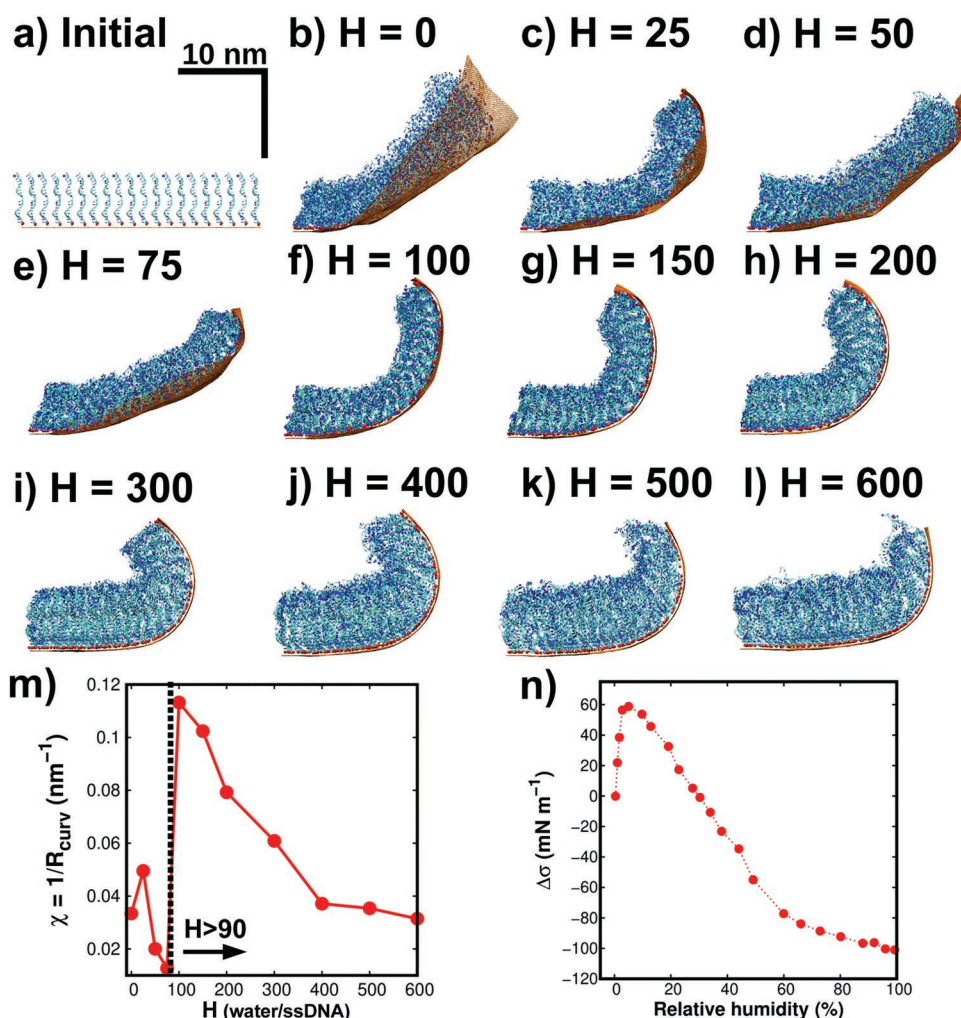 a) Initial
10 nm
b) H = 0
c) H = 25
d) H = 50
e) H = 75
f) H = 100
g) H = 150
h) H = 200
i) H = 300
j) H = 400
k) H = 500
l) H = 600
m)
0.12
0.1
0.08
0.06
0.04
0.02
χ = 1/R_curv (nm⁻¹)
H>90
0 100 200 300 400 500 600
H (water/ssDNA)
n)
60
40
20
0
−20
−40
−60
−80
−100
−120
Δσ (mN m⁻¹)
0 20 40 60 80 100
Relative humidity (%)